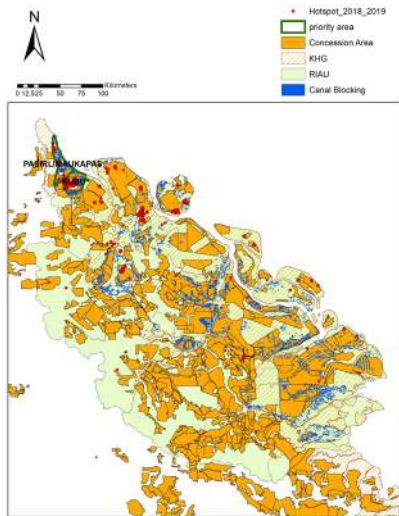 N
Hotspot_2018_2019
priority area
Concession Area
KHG
RIAU
Canal Blocking
Kilometers
0 12.525 50 75 100